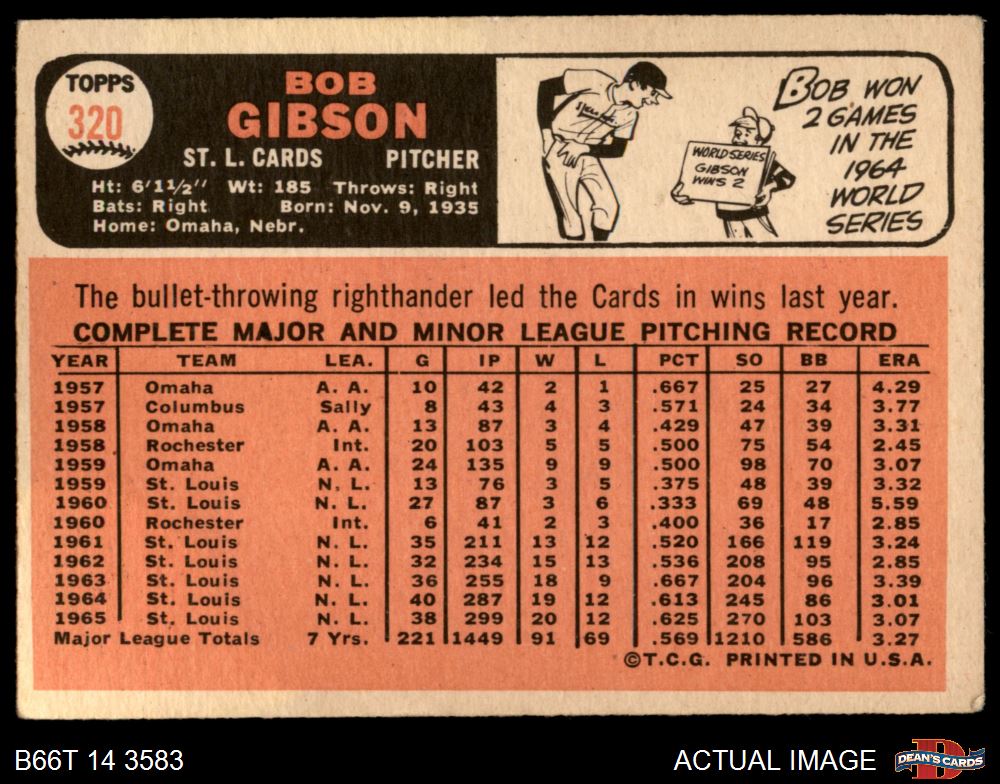 TOPPS
320
BOB
GIBSON
ST. L. CARDS PITCHER
Ht: 6'1½" Wt: 185 Throws: Right
Bats: Right Born: Nov. 9, 1935
Home: Omaha, Nebr.
WORLD SERIES
GIBSON
WINS 2
BOB WON
2 GAMES
IN THE
1964
WORLD
SERIES
The bullet-throwing righthander led the Cards in wins last year.
COMPLETE MAJOR AND MINOR LEAGUE PITCHING RECORD
YEAR TEAM LEA. G IP W L PCT SO BB ERA
1957 Omaha A. A. 10 42 2 1 .667 25 27 4.29
1957 Columbus Sally 8 43 4 3 .571 24 34 3.77
1958 Omaha A. A. 13 87 3 4 .429 47 39 3.31
1958 Rochester Int. 20 103 5 5 .500 75 54 2.45
1959 Omaha A. A. 24 135 9 9 .500 98 70 3.07
1959 St. Louis N. L. 13 76 3 5 .375 48 39 3.32
1960 St. Louis N. L. 27 87 3 6 .333 69 48 5.59
1960 Rochester Int. 6 41 2 3 .400 36 17 2.85
1961 St. Louis N. L. 35 211 13 12 .520 166 119 3.24
1962 St. Louis N. L. 32 234 15 13 .536 208 95 2.85
1963 St. Louis N. L. 36 255 18 9 .667 204 96 3.39
1964 St. Louis N. L. 40 287 19 12 .613 245 86 3.01
1965 St. Louis N. L. 38 299 20 12 .625 270 103 3.07
Major League Totals 7 Yrs. 221 1449 91 69 .569 1210 586 3.27
©T.C.G. PRINTED IN U.S.A.
B66T 14 3583 ACTUAL IMAGE
DEAN'S CARDS